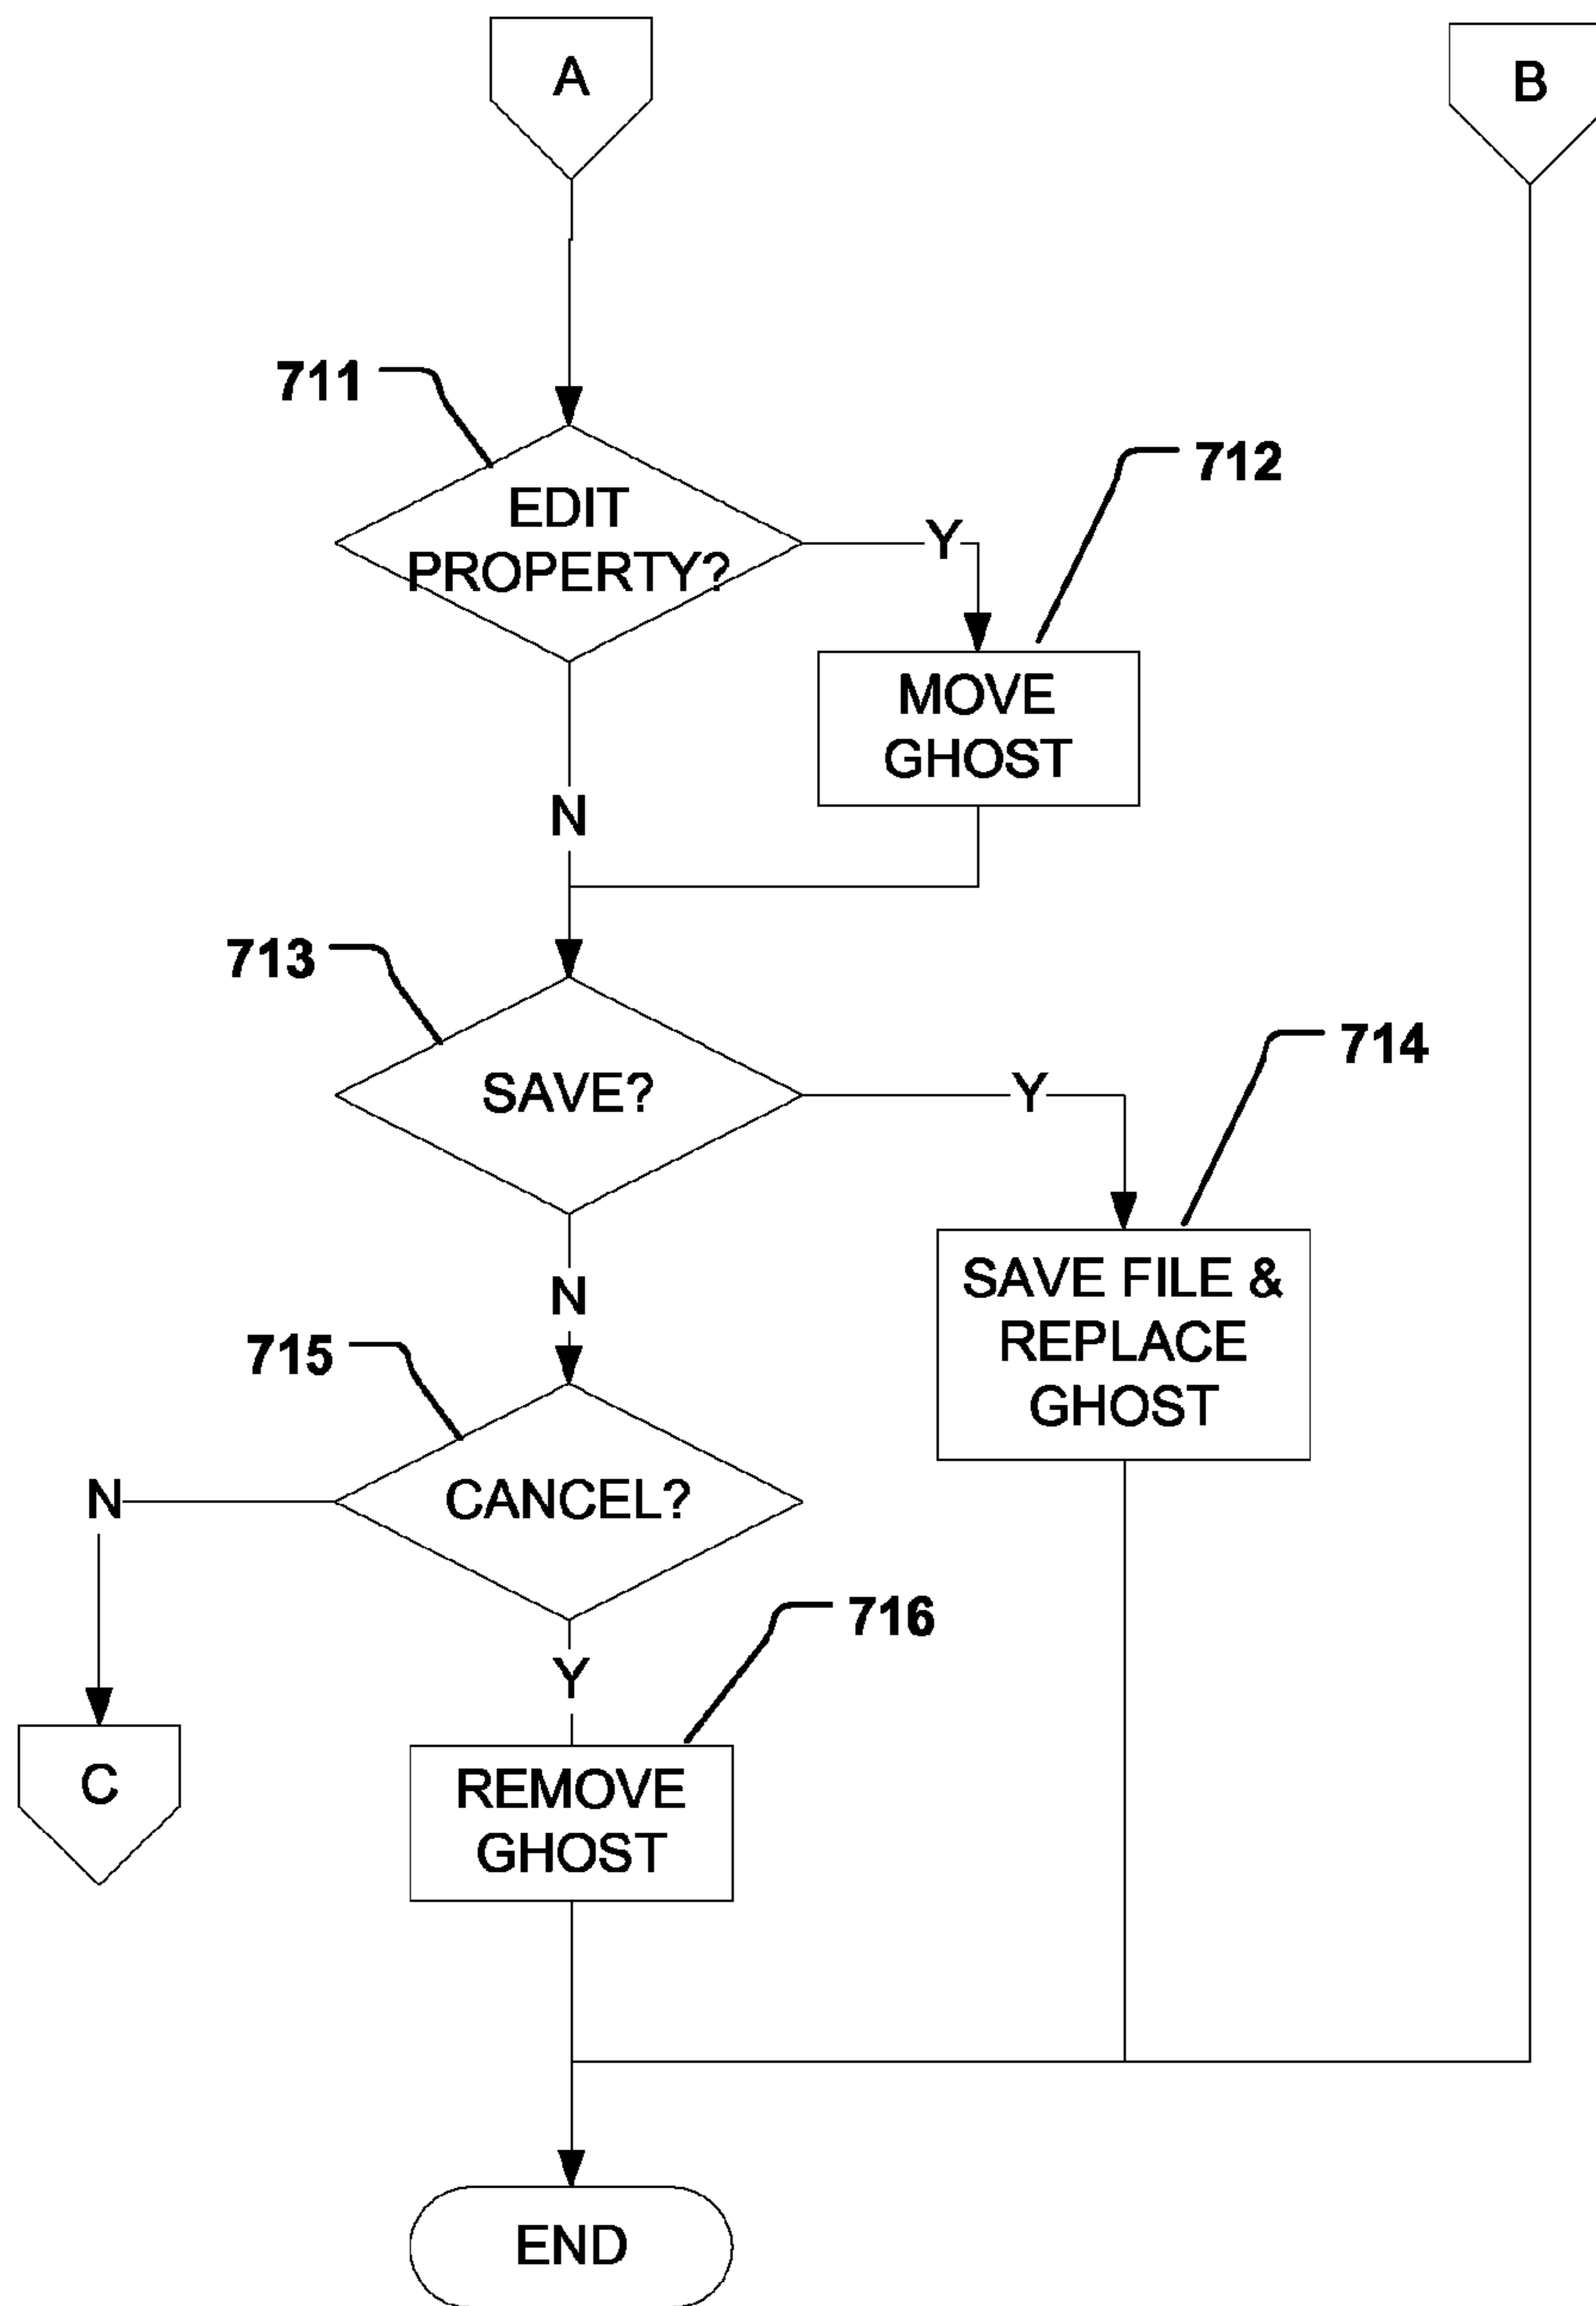 A
B
711
EDIT
PROPERTY?
Y
712
MOVE
GHOST
N
713
SAVE?
Y
714
SAVE FILE &
REPLACE
GHOST
N
715
CANCEL?
N
C
Y
716
REMOVE
GHOST
END